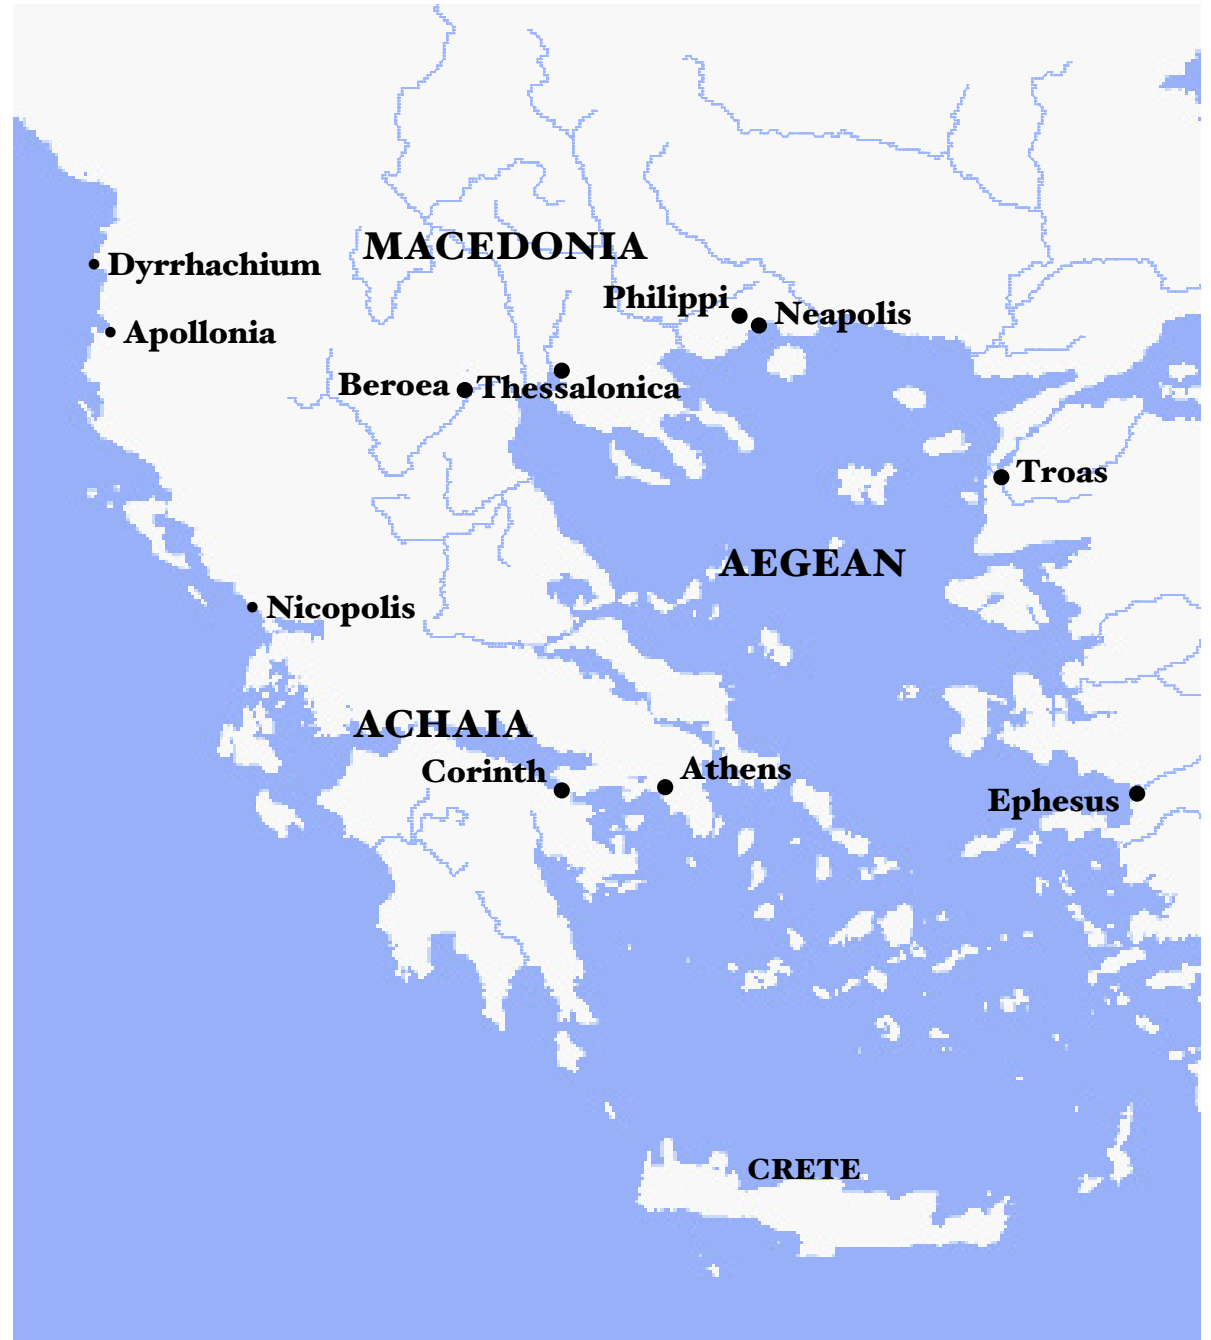 MACEDONIA
Dyrrhachium
Philippi
Neapolis
Apollonia
Beroea
Thessalonica
Troas
AEGEAN
Nicopolis
ACHAIA
Corinth
Athens
Ephesus
CRETE